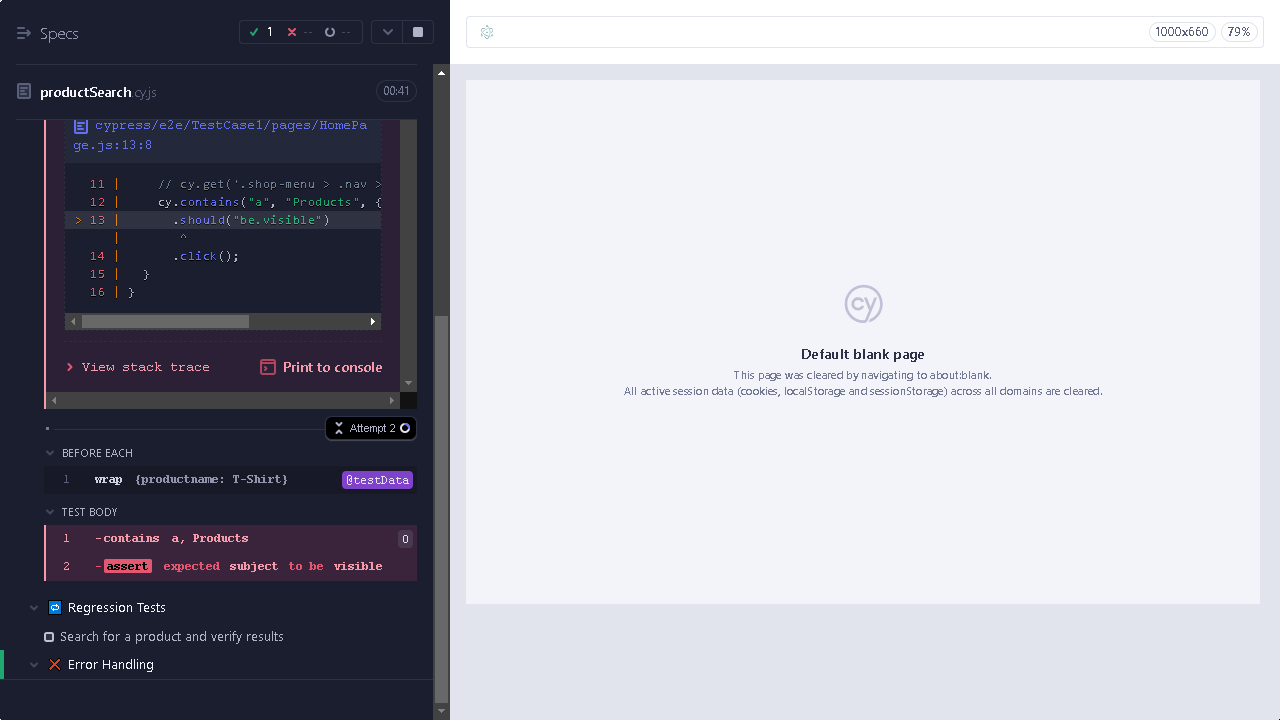 Specs
1
--
--
productSearch.cy.js
00:41
cypress/e2e/TestCase1/pages/HomePa
ge.js:13:8
11 |     // cy.get('.shop-menu > .nav >
12 |     cy.contains("a", "Products", {
> 13 |       .should("be.visible")
|        ^
14 |       .click();
15 |   }
16 | }
View stack trace
Print to console
Attempt 2
BEFORE EACH
1 wrap {productname: T-Shirt} @testData
TEST BODY
1 -contains a, Products 0
2 -assert expected subject to be visible
Regression Tests
Search for a product and verify results
Error Handling
1000x660
79%
cy
Default blank page
This page was cleared by navigating to about:blank.
All active session data (cookies, localStorage and sessionStorage) across all domains are cleared.